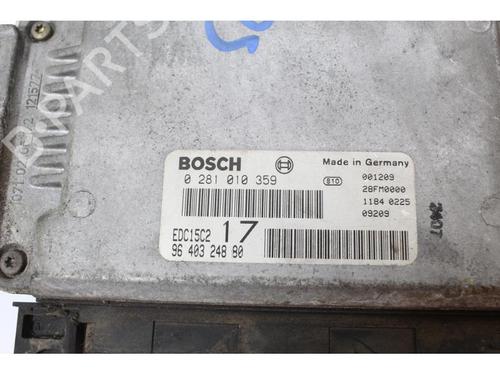 BOSCH
Made in Germany
0 281 010 359
810
001209
28FM0000
1184 0225
09209
EDC15C2 17
96 403 248 80